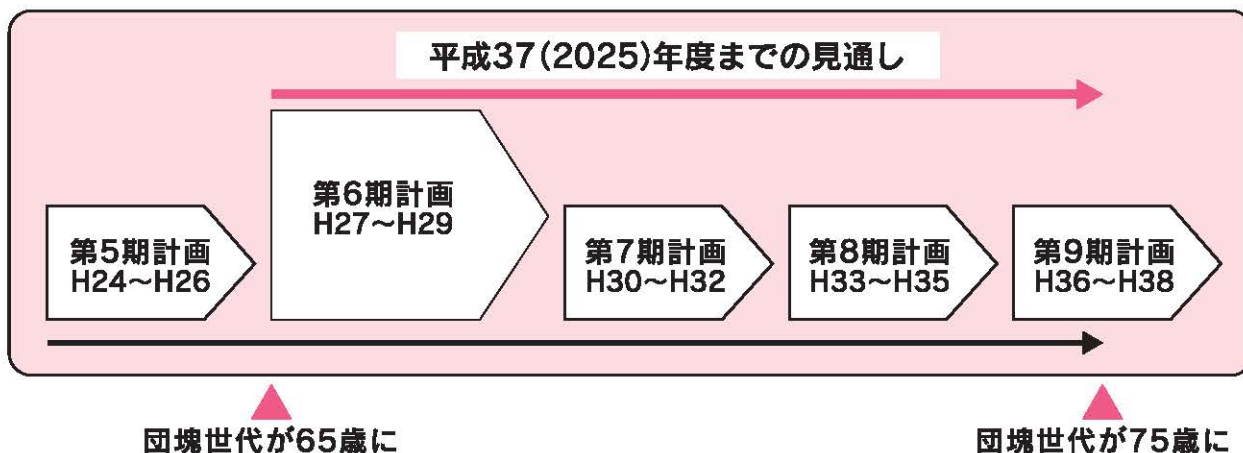 平成37(2025)年度までの見通し
第5期計画
H24～H26
第6期計画
H27～H29
第7期計画
H30～H32
第8期計画
H33～H35
第9期計画
H36～H38
団塊世代が65歳に
団塊世代が75歳に